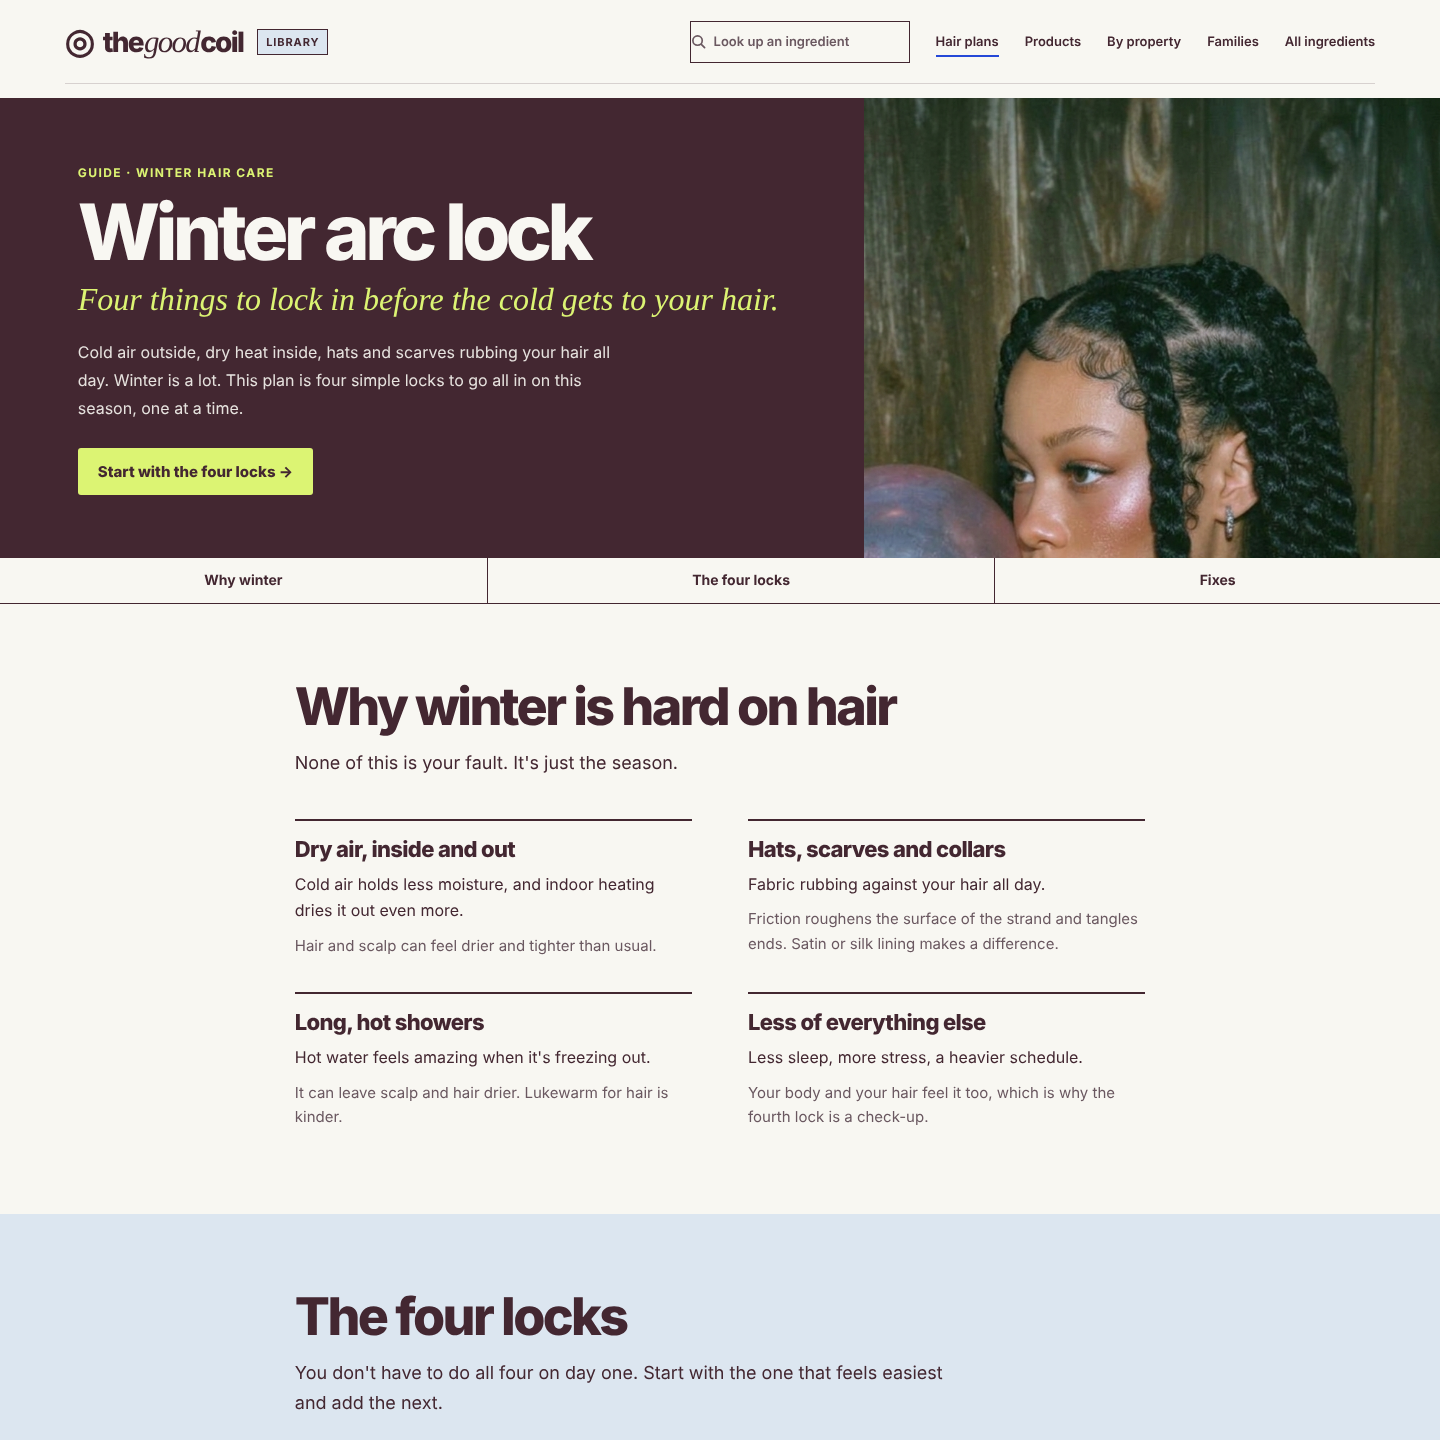 thegoodcoil
LIBRARY
Look up an ingredient
Hair plans
Products
By property
Families
All ingredients
GUIDE · WINTER HAIR CARE
Winter arc lock
Four things to lock in before the cold gets to your hair.
Cold air outside, dry heat inside, hats and scarves rubbing your hair all
day. Winter is a lot. This plan is four simple locks to go all in on this
season, one at a time.
Start with the four locks →
Why winter
The four locks
Fixes
Why winter is hard on hair
None of this is your fault. It's just the season.
Dry air, inside and out
Cold air holds less moisture, and indoor heating
dries it out even more.
Hair and scalp can feel drier and tighter than usual.
Hats, scarves and collars
Fabric rubbing against your hair all day.
Friction roughens the surface of the strand and tangles
ends. Satin or silk lining makes a difference.
Long, hot showers
Hot water feels amazing when it's freezing out.
It can leave scalp and hair drier. Lukewarm for hair is
kinder.
Less of everything else
Less sleep, more stress, a heavier schedule.
Your body and your hair feel it too, which is why the
fourth lock is a check-up.
The four locks
You don't have to do all four on day one. Start with the one that feels easiest
and add the next.